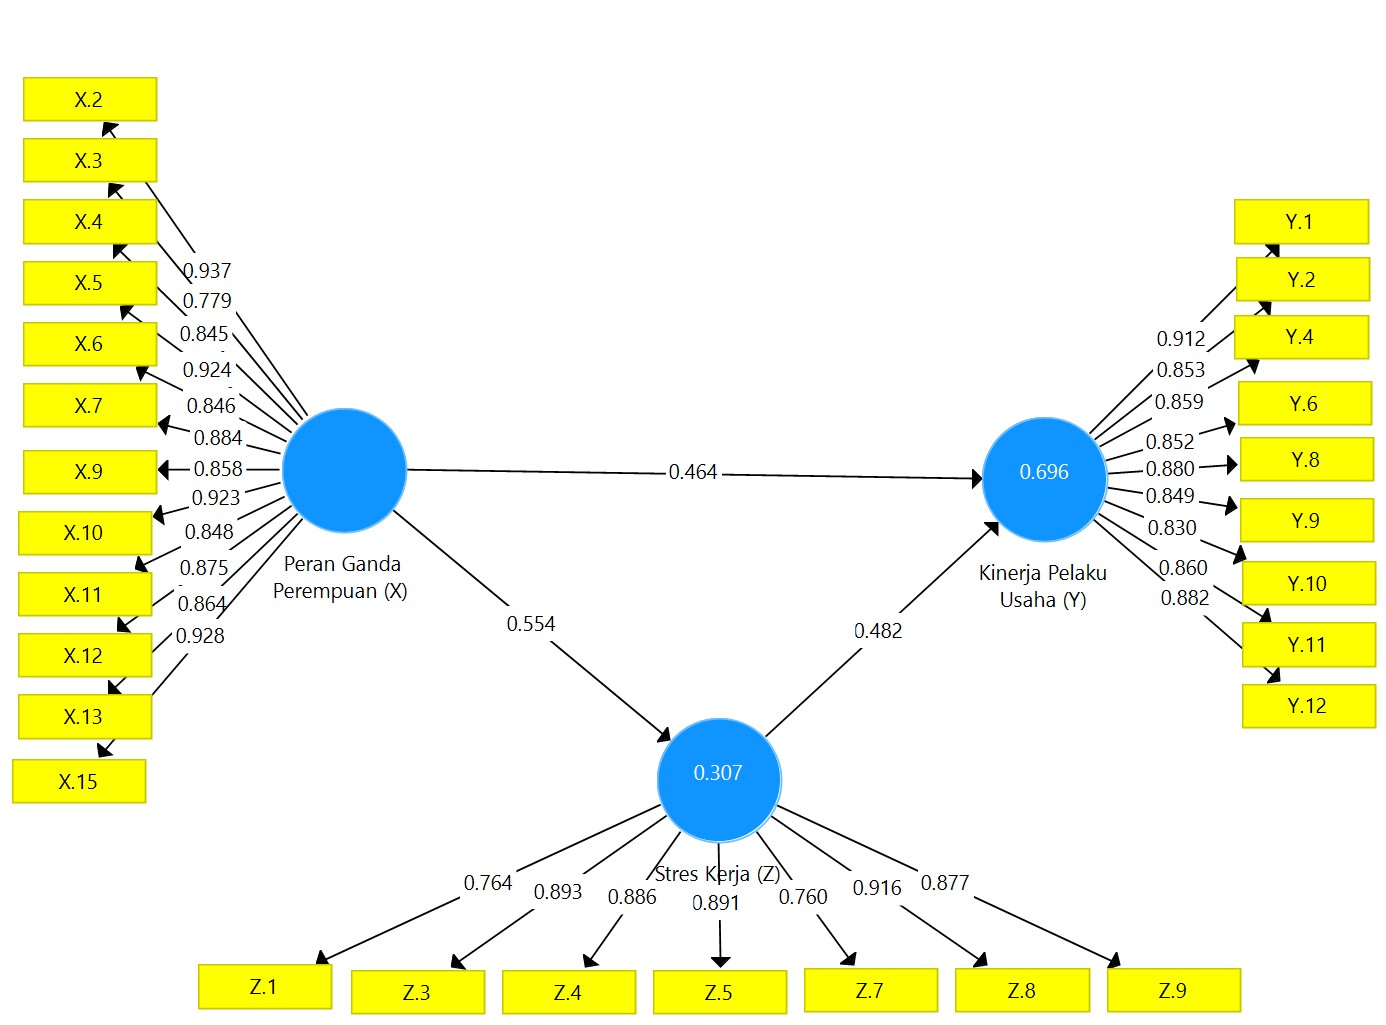 X.2
X.3
X.4
X.5
X.6
X.7
X.9
X.10
X.11
X.12
X.13
X.15
0.937
0.779
0.845
0.924
0.846
0.884
0.858
0.923
0.848
0.875
0.864
0.928
Peran Ganda
Perempuan (X)
0.464
0.554
0.482
0.696
Kinerja Pelaku
Usaha (Y)
0.912
0.853
0.859
0.852
0.880
0.849
0.830
0.860
0.882
Y.1
Y.2
Y.4
Y.6
Y.8
Y.9
Y.10
Y.11
Y.12
0.307
Stres Kerja (Z)
0.764
0.893
0.886
0.891
0.760
0.916
0.877
Z.1
Z.3
Z.4
Z.5
Z.7
Z.8
Z.9